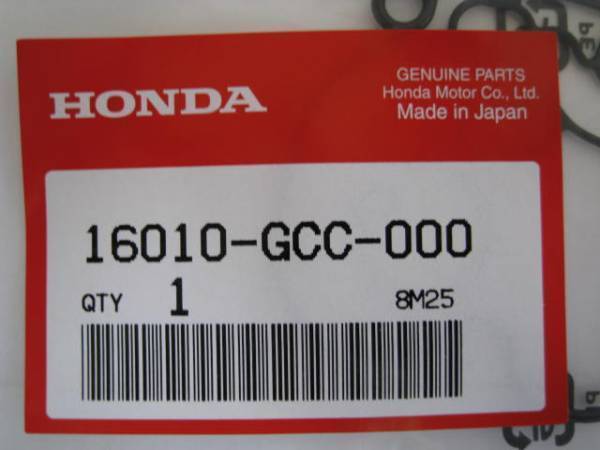 HONDA
GENUINE PARTS
Honda Motor Co., Ltd.
Made in Japan
16010-GCC-000
QTY 1 8M25